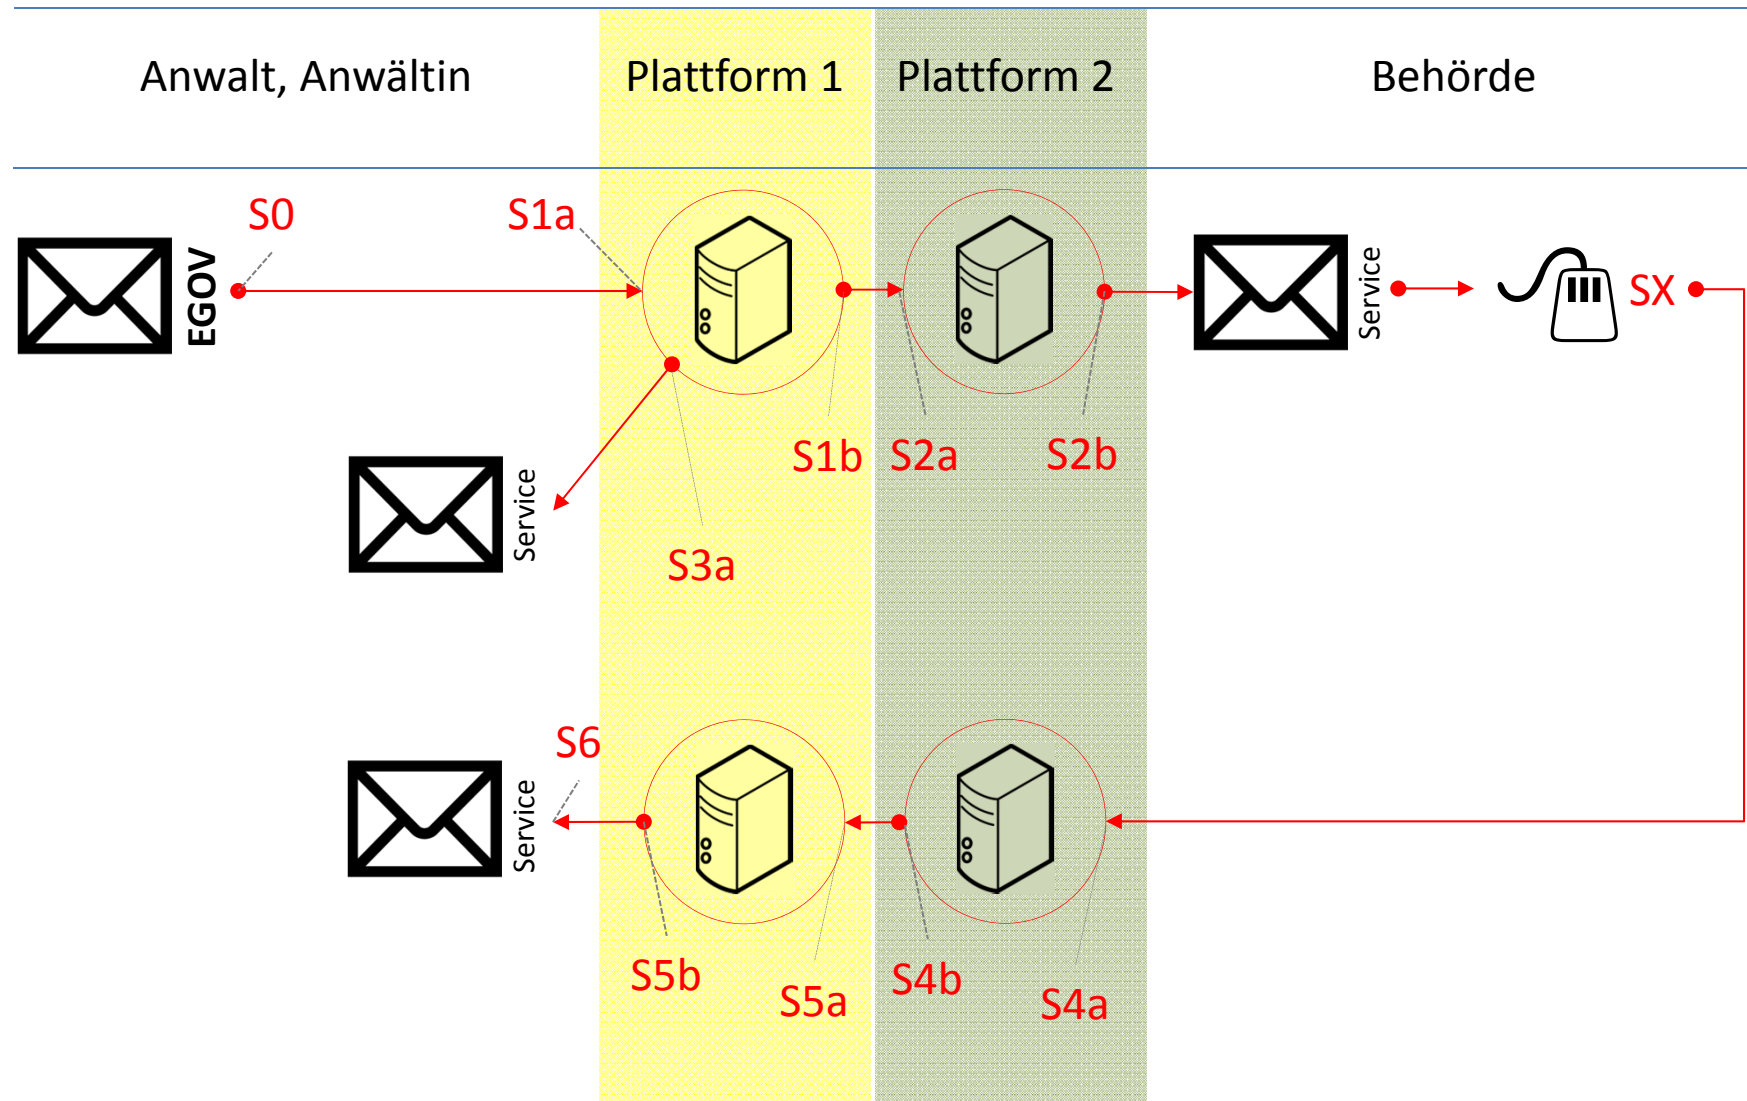 Anwalt, Anwältin
Plattform 1
Plattform 2
Behörde
S0
S1a
EGOV
Service
SX
S1b
S2a
S2b
Service
S3a
S6
Service
S5b
S5a
S4b
S4a